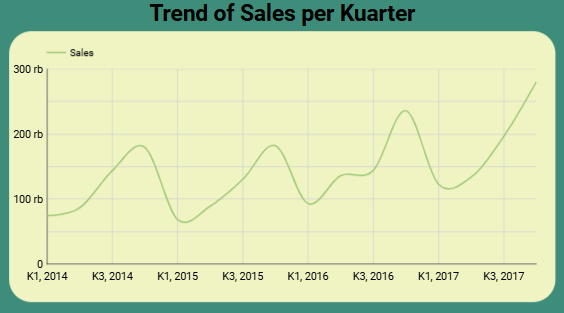 Trend of Sales per Kuarter
Sales
300 rb
200 rb
100 rb
0
K1, 2014 K3, 2014 K1, 2015 K3, 2015 K1, 2016 K3, 2016 K1, 2017 K3, 2017